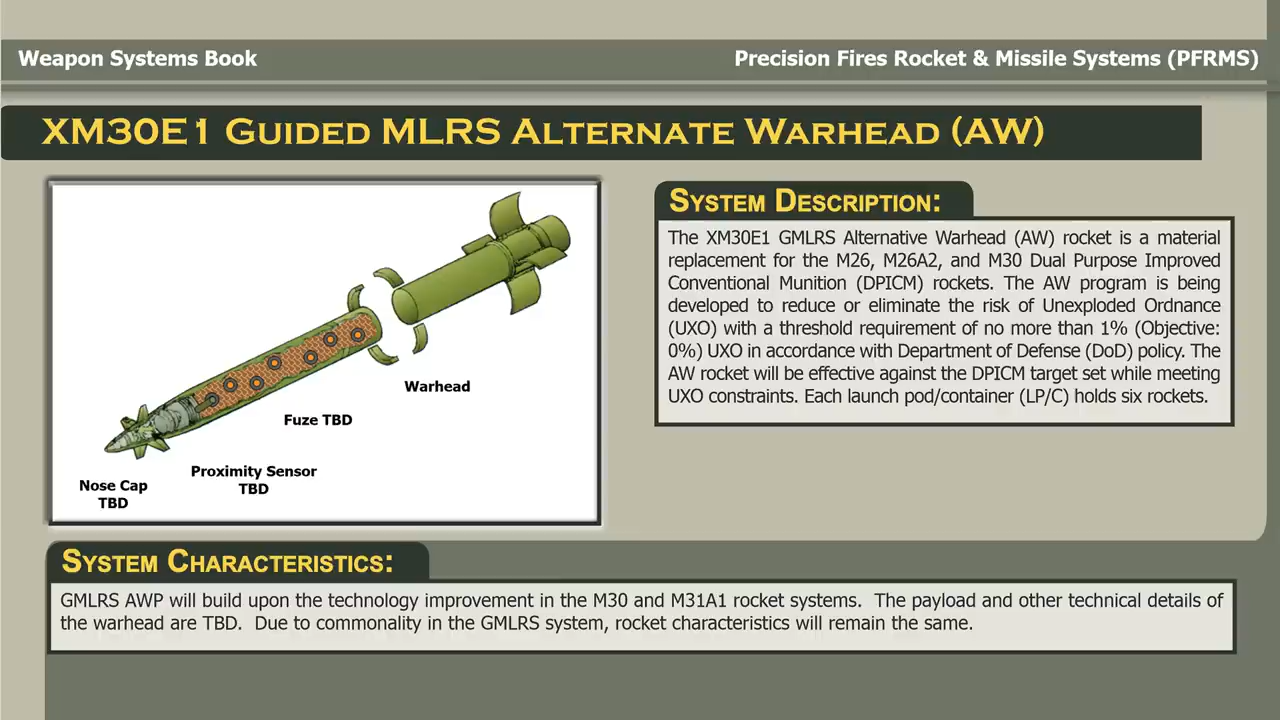 Weapon Systems Book
Precision Fires Rocket & Missile Systems (PFRMS)
XM30E1 GUIDED MLRS ALTERNATE WARHEAD (AW)
Warhead
Fuze TBD
Proximity Sensor
TBD
Nose Cap
TBD
SYSTEM DESCRIPTION:
The XM30E1 GMLRS Alternative Warhead (AW) rocket is a material
replacement for the M26, M26A2, and M30 Dual Purpose Improved
Conventional Munition (DPICM) rockets. The AW program is being
developed to reduce or eliminate the risk of Unexploded Ordnance
(UXO) with a threshold requirement of no more than 1% (Objective:
0%) UXO in accordance with Department of Defense (DoD) policy. The
AW rocket will be effective against the DPICM target set while meeting
UXO constraints. Each launch pod/container (LP/C) holds six rockets.
SYSTEM CHARACTERISTICS:
GMLRS AWP will build upon the technology improvement in the M30 and M31A1 rocket systems. The payload and other technical details of
the warhead are TBD. Due to commonality in the GMLRS system, rocket characteristics will remain the same.